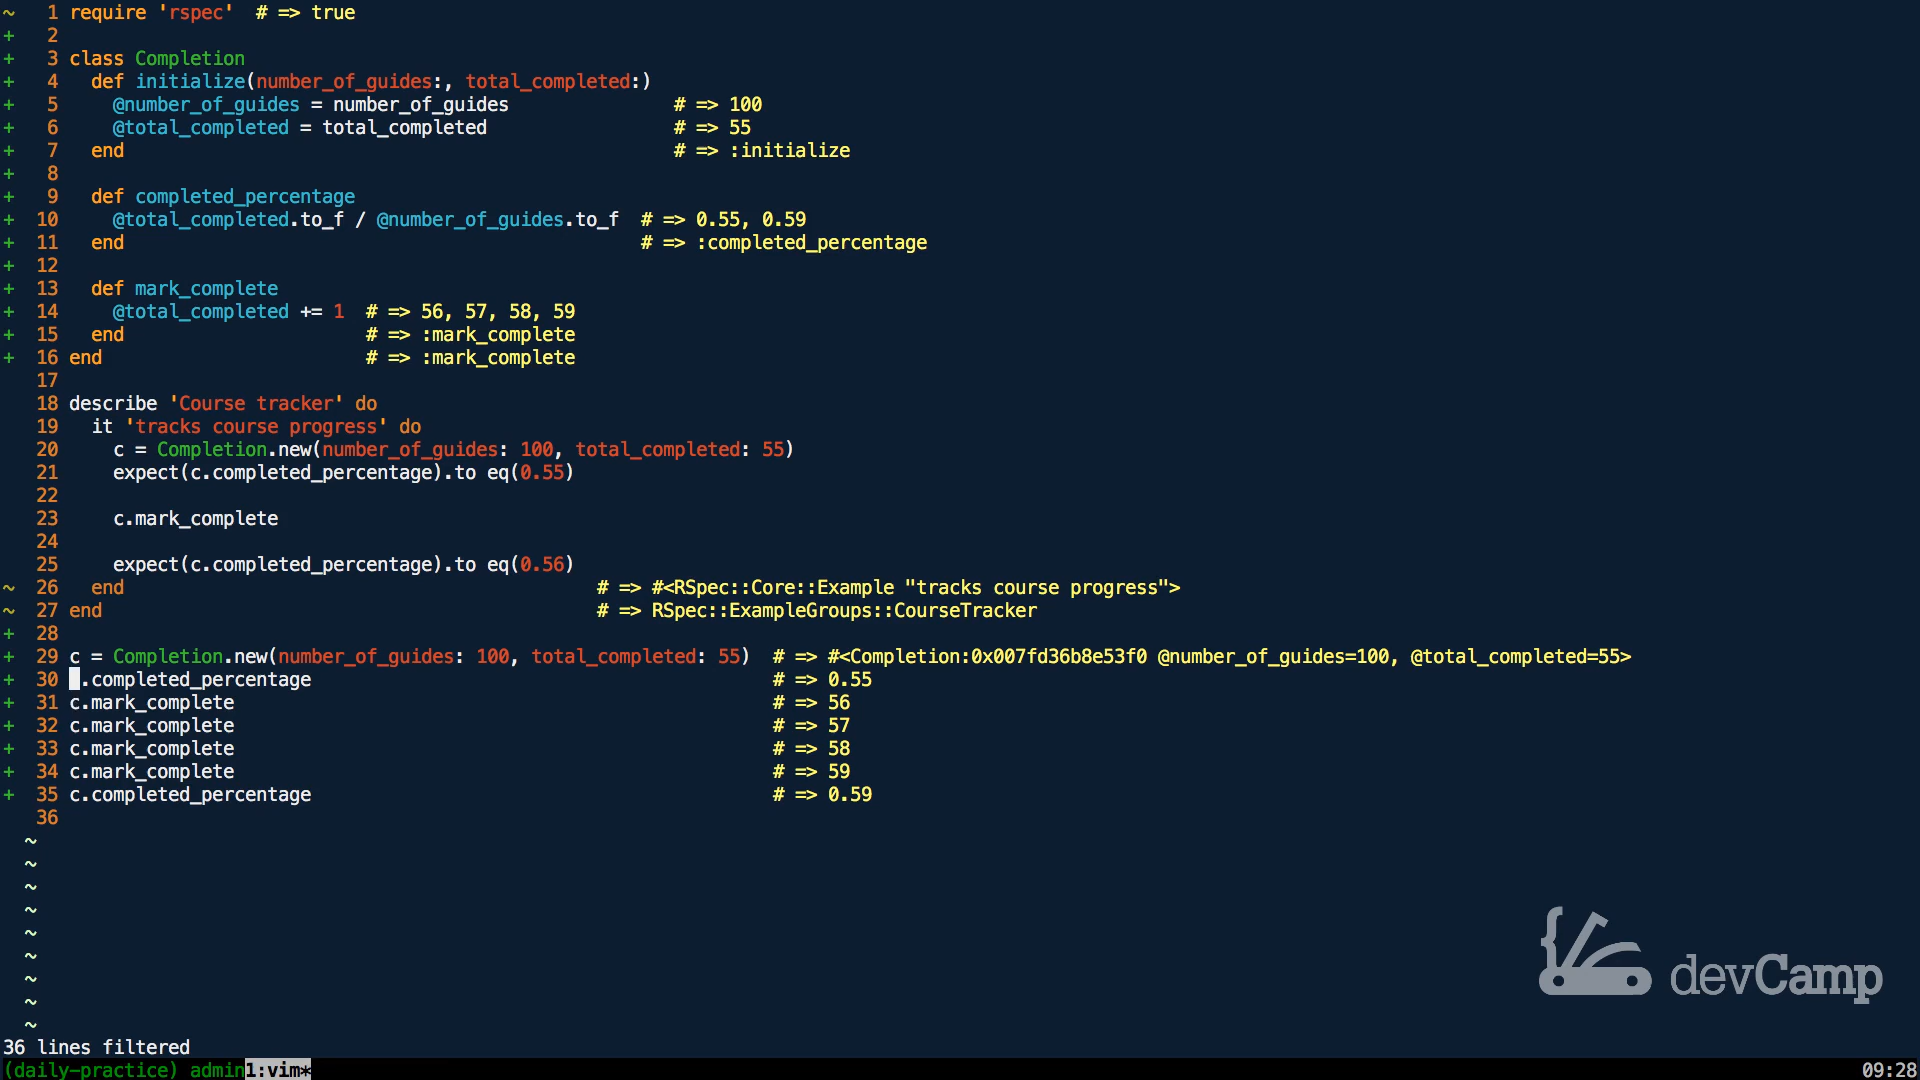 ~   1 require 'rspec'  # => true
+   2
+   3 class Completion
+   4   def initialize(number_of_guides:, total_completed:)
+   5     @number_of_guides = number_of_guides               # => 100
+   6     @total_completed = total_completed                 # => 55
+   7   end                                                  # => :initialize
+   8
+   9   def completed_percentage
+  10     @total_completed.to_f / @number_of_guides.to_f  # => 0.55, 0.59
+  11   end                                               # => :completed_percentage
+  12
+  13   def mark_complete
+  14     @total_completed += 1  # => 56, 57, 58, 59
+  15   end                      # => :mark_complete
+  16 end                        # => :mark_complete
   17
   18 describe 'Course tracker' do
   19   it 'tracks course progress' do
   20     c = Completion.new(number_of_guides: 100, total_completed: 55)
   21     expect(c.completed_percentage).to eq(0.55)
   22
   23     c.mark_complete
   24
   25     expect(c.completed_percentage).to eq(0.56)
~  26   end                                           # => #<RSpec::Core::Example "tracks course progress">
~  27 end                                             # => RSpec::ExampleGroups::CourseTracker
+  28
+  29 c = Completion.new(number_of_guides: 100, total_completed: 55)  # => #<Completion:0x007fd36b8e53f0 @number_of_guides=100, @total_completed=55>
+  30 .completed_percentage                                          # => 0.55
+  31 c.mark_complete                                                 # => 56
+  32 c.mark_complete                                                 # => 57
+  33 c.mark_complete                                                 # => 58
+  34 c.mark_complete                                                 # => 59
+  35 c.completed_percentage                                          # => 0.59
   36
~
~
~
~
~
~
~
~
~
devCamp
36 lines filtered
(daily-practice) admin1:vim* 09:28